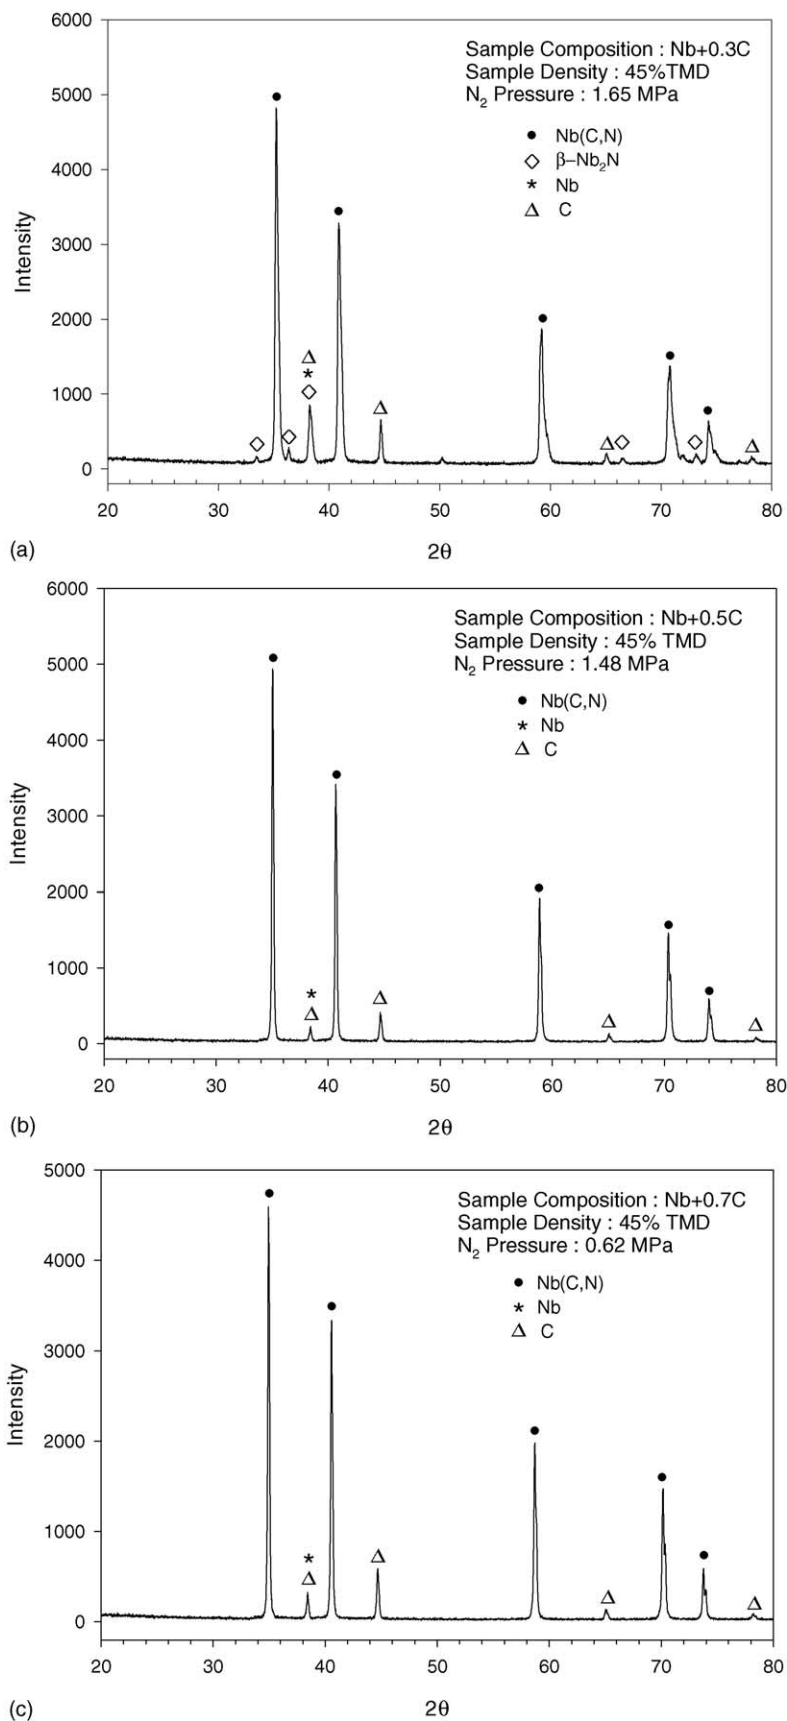 6000
5000
4000
3000
2000
1000
0
Intensity
Sample Composition : Nb+0.3C
Sample Density : 45%TMD
N₂ Pressure : 1.65 MPa
Nb(C,N)
β−Nb₂N
* Nb
Δ C
20 30 40 50 60 70 80
(a)
2θ
6000
5000
4000
3000
2000
1000
0
Intensity
Sample Composition : Nb+0.5C
Sample Density : 45% TMD
N₂ Pressure : 1.48 MPa
Nb(C,N)
* Nb
Δ C
20 30 40 50 60 70 80
(b)
2θ
5000
4000
3000
2000
1000
0
Intensity
Sample Composition : Nb+0.7C
Sample Density : 45% TMD
N₂ Pressure : 0.62 MPa
Nb(C,N)
* Nb
Δ C
20 30 40 50 60 70 80
(c)
2θ